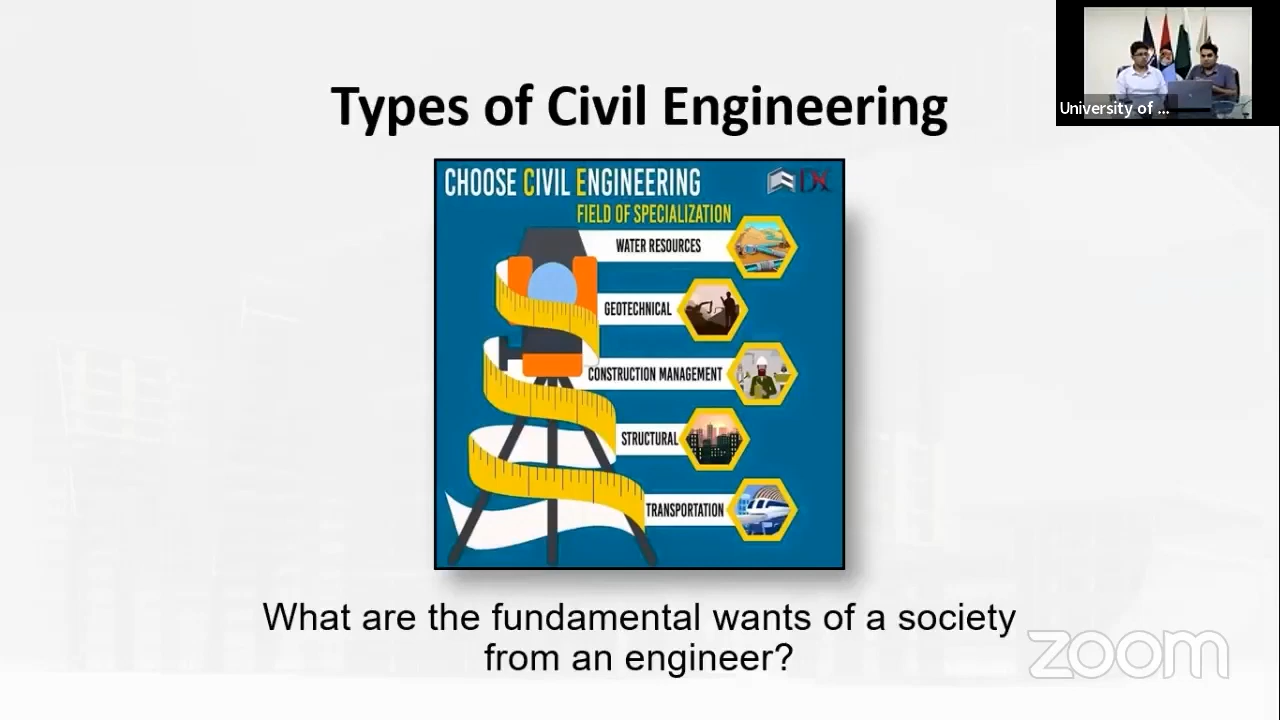 Types of Civil Engineering
University of ...
CHOOSE CIVIL ENGINEERING
FIELD OF SPECIALIZATION
WATER RESOURCES
GEOTECHNICAL
CONSTRUCTION MANAGEMENT
STRUCTURAL
TRANSPORTATION
What are the fundamental wants of a society
from an engineer?
zoom